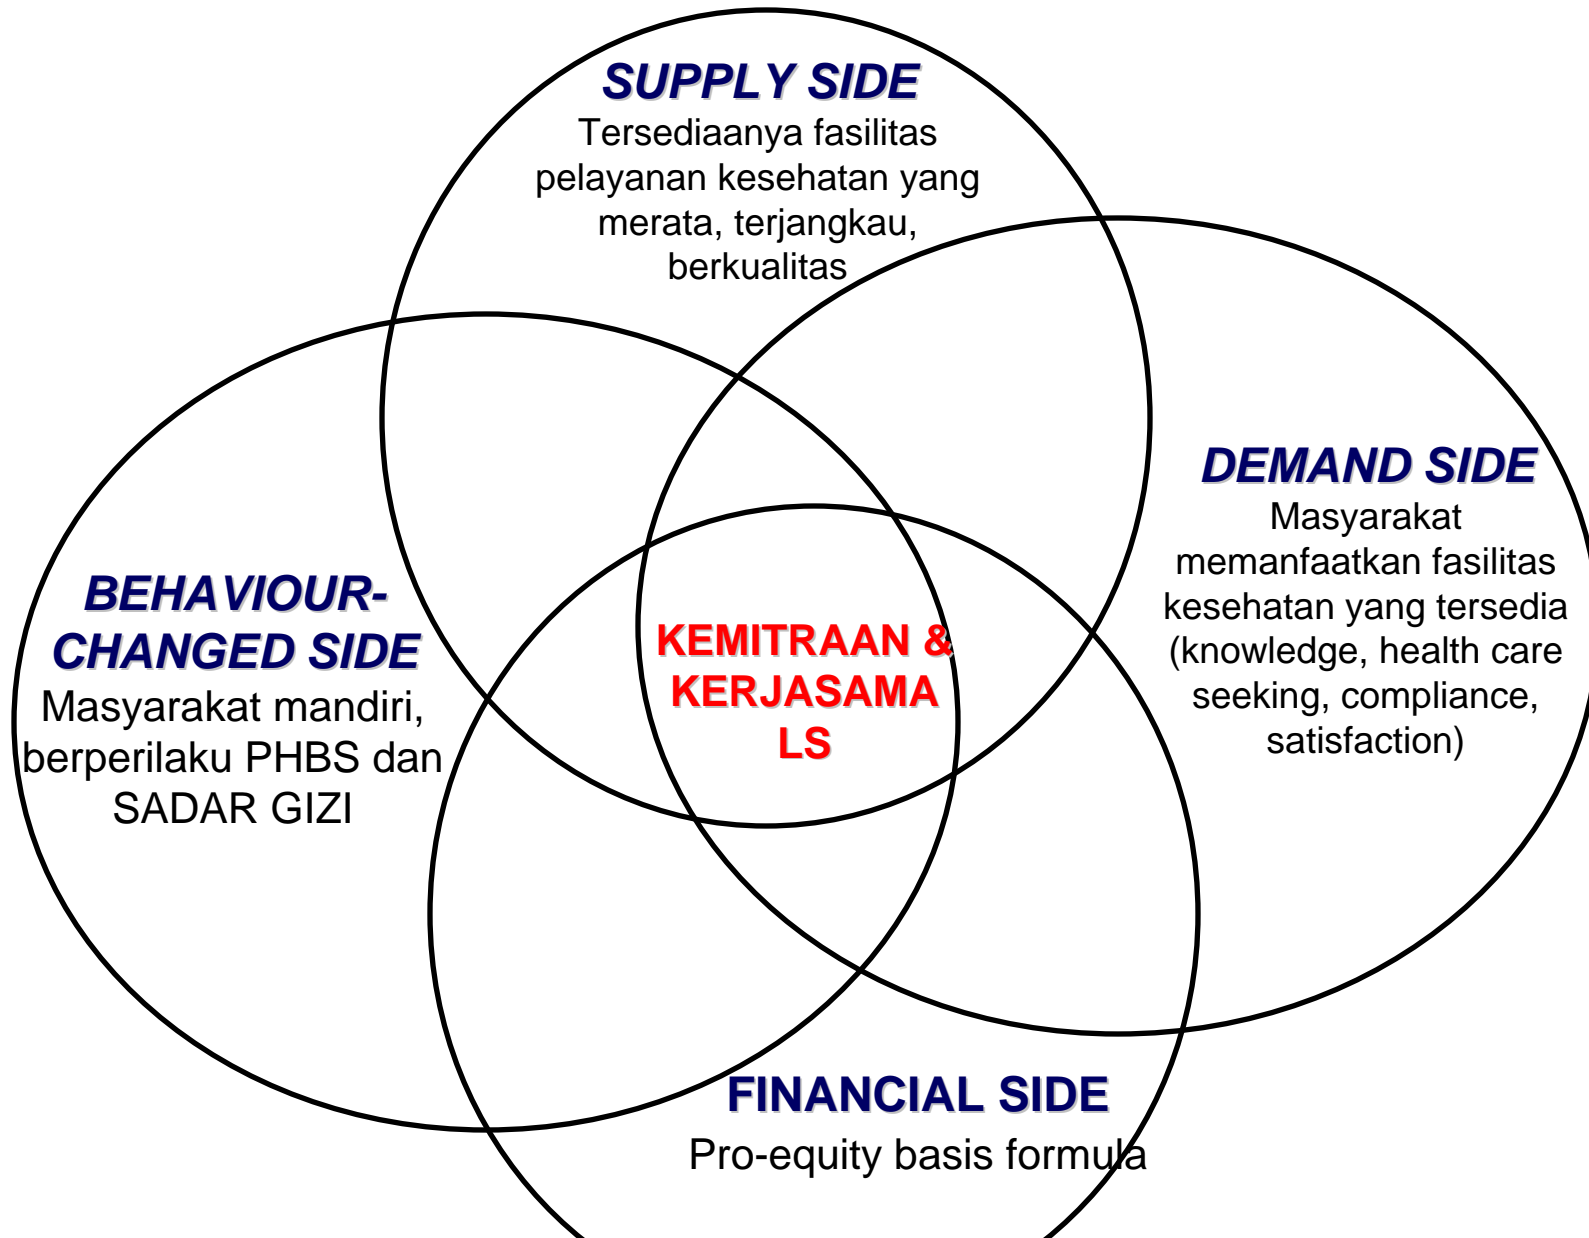 SUPPLY SIDE
Tersediaanya fasilitas
pelayanan kesehatan yang
merata, terjangkau,
berkualitas
DEMAND SIDE
Masyarakat
memanfaatkan fasilitas
kesehatan yang tersedia
(knowledge, health care
seeking, compliance,
satisfaction)
BEHAVIOUR-
CHANGED SIDE
Masyarakat mandiri,
berperilaku PHBS dan
SADAR GIZI
KEMITRAAN &
KERJASAMA
LS
FINANCIAL SIDE
Pro-equity basis formula